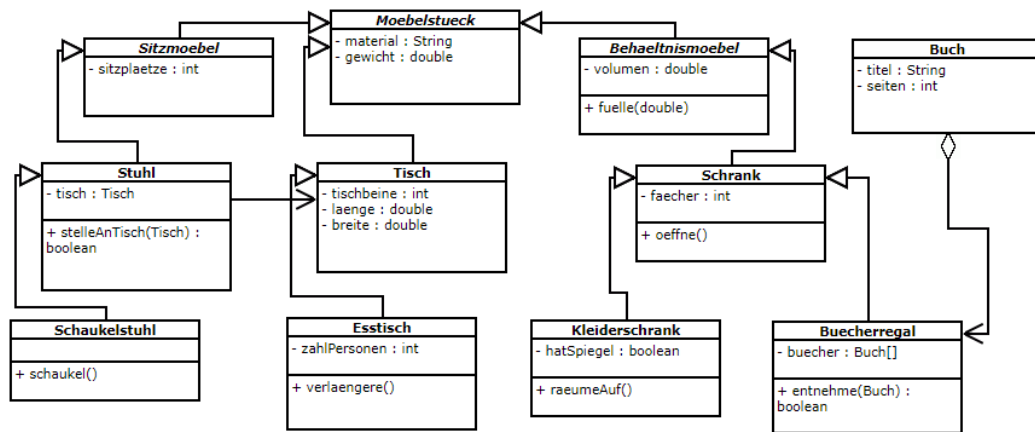 Moebelstueck
- material : String
- gewicht : double
Sitzmoebel
- sitzplaetze : int
Behaeltnismoebel
- volumen : double
+ fuelle(double)
Buch
- titel : String
- seiten : int
Stuhl
- tisch : Tisch
+ stelleAnTisch(Tisch) :
boolean
Tisch
- tischbeine : int
- laenge : double
- breite : double
Schrank
- faecher : int
+ oeffne()
Schaukelstuhl
+ schaukel()
Esstisch
- zahlPersonen : int
+ verlaengere()
Kleiderschrank
- hatSpiegel : boolean
+ raeumeAuf()
Buecherregal
- buecher : Buch[]
+ entnehme(Buch) :
boolean